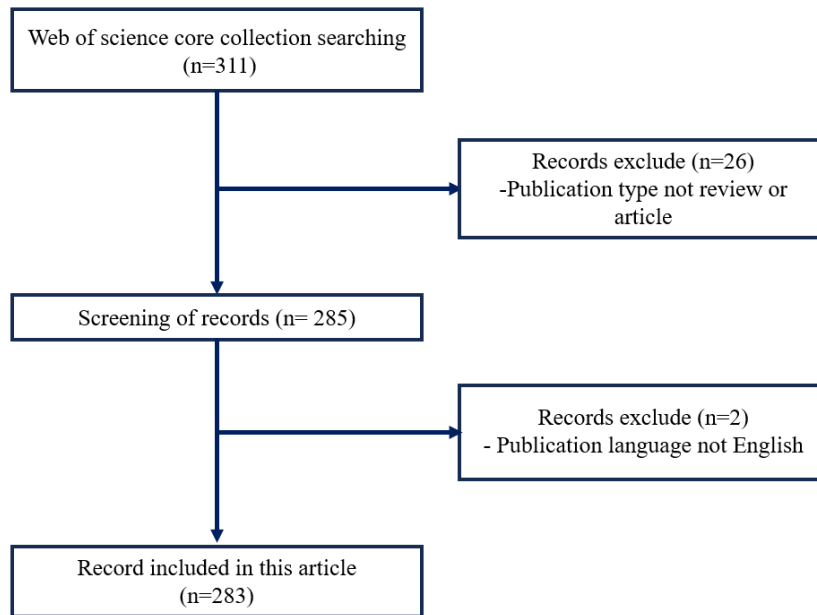 Web of science core collection searching
(n=311)
Records exclude (n=26)
-Publication type not review or
article
Screening of records (n= 285)
Records exclude (n=2)
- Publication language not English
Record included in this article
(n=283)